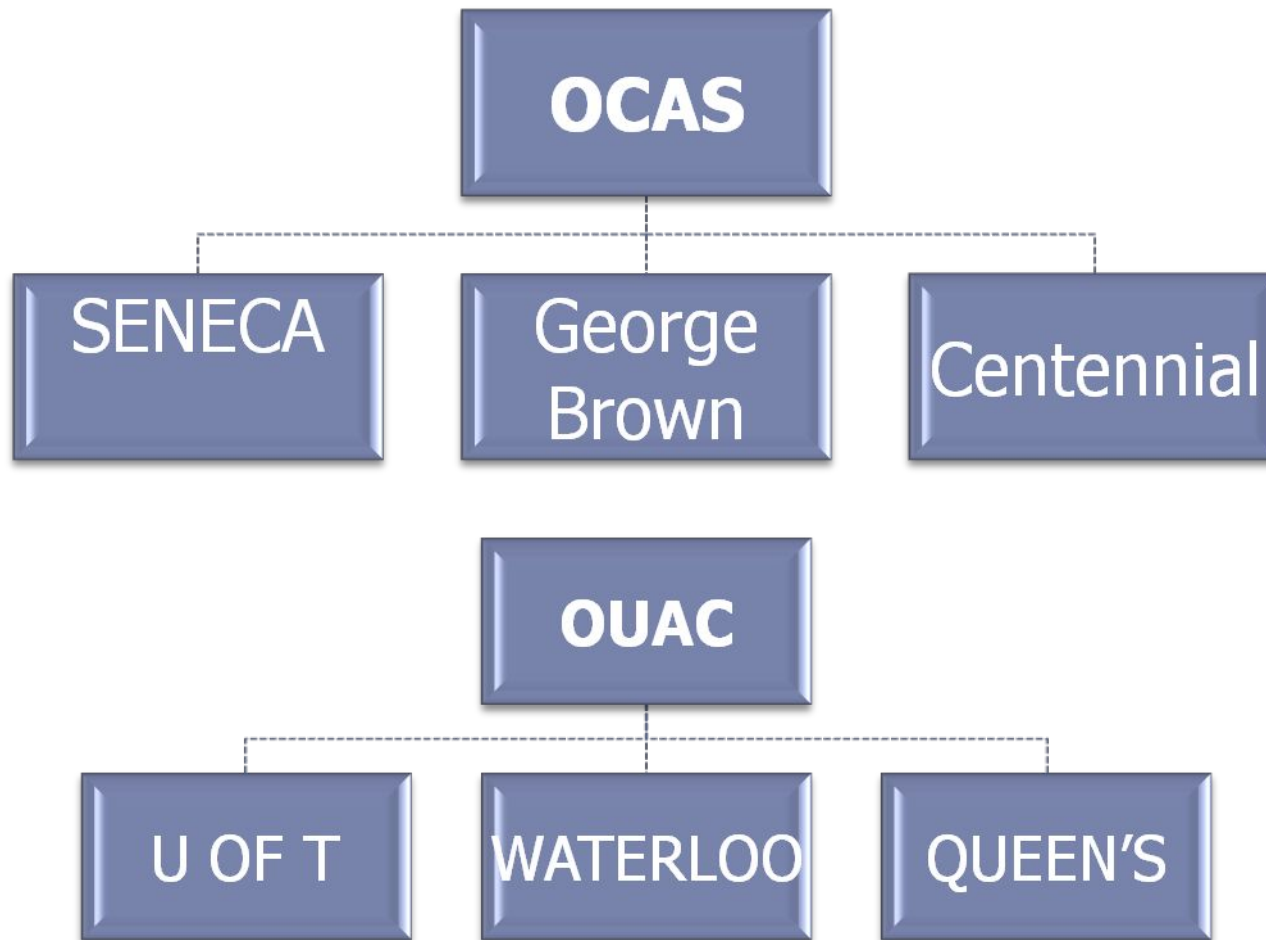 OCAS
SENECA
George
Brown
Centennial
OUAC
U OF T
WATERLOO
QUEEN’S